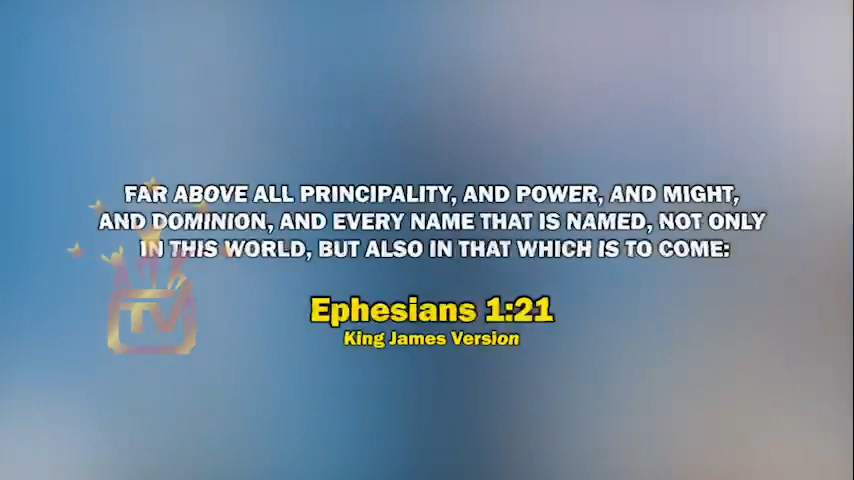 FAR ABOVE ALL PRINCIPALITY, AND POWER, AND MIGHT,
AND DOMINION, AND EVERY NAME THAT IS NAMED, NOT ONLY
IN THIS WORLD, BUT ALSO IN THAT WHICH IS TO COME:
Ephesians 1:21
King James Version
TV